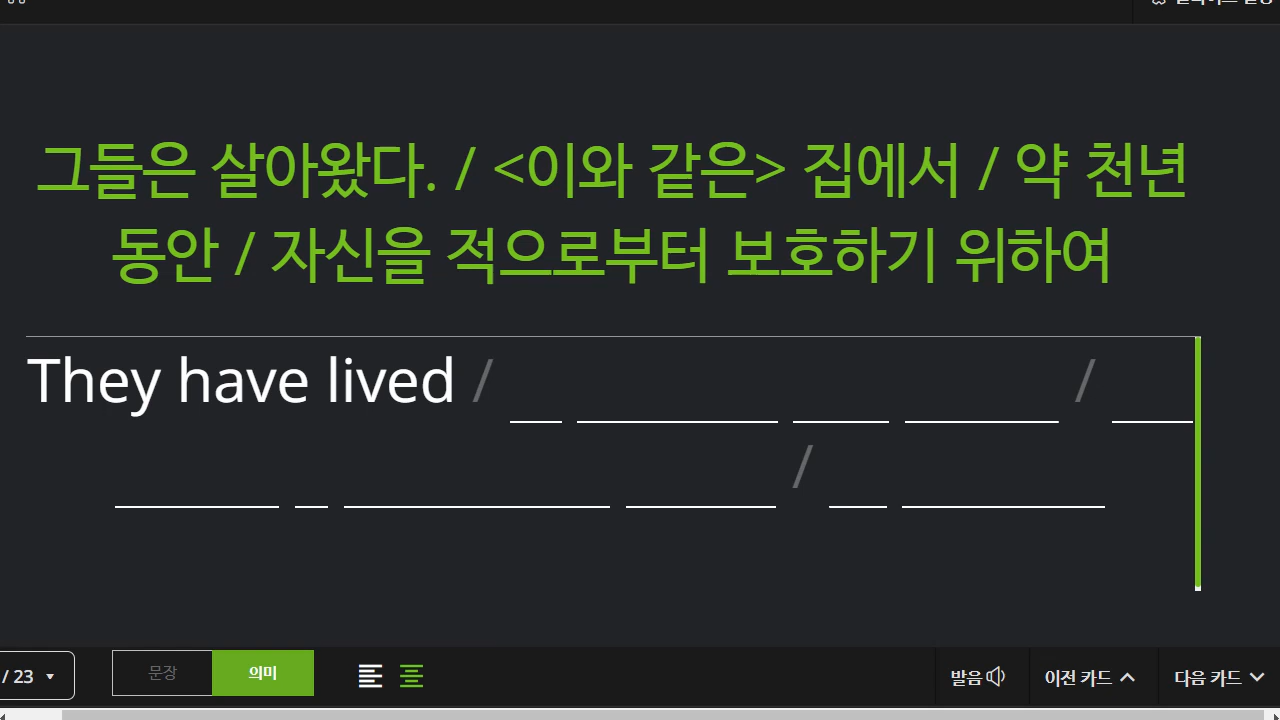 그들은 살아왔다. / <이와 같은> 집에서 / 약 천년
동안 / 자신을 적으로부터 보호하기 위하여
They have lived / / 
/
/ 23
문장
의미
발음
이전 카드
다음 카드